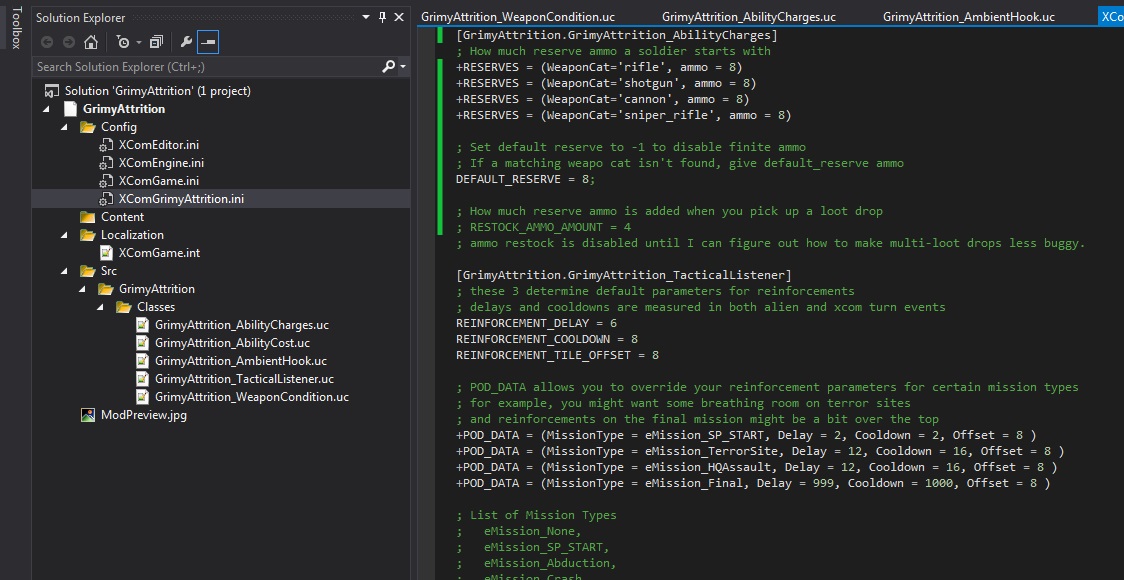 Toolbox
Solution Explorer
Search Solution Explorer (Ctrl+;)
Solution 'GrimyAttrition' (1 project)
GrimyAttrition
Config
XComEditor.ini
XComEngine.ini
XComGame.ini
XComGrimyAttrition.ini
Content
Localization
XComGame.int
Src
GrimyAttrition
Classes
GrimyAttrition_AbilityCharges.uc
GrimyAttrition_AbilityCost.uc
GrimyAttrition_AmbientHook.uc
GrimyAttrition_TacticalListener.uc
GrimyAttrition_WeaponCondition.uc
ModPreview.jpg
GrimyAttrition_WeaponCondition.uc GrimyAttrition_AbilityCharges.uc GrimyAttrition_AmbientHook.uc XCo
[GrimyAttrition.GrimyAttrition_AbilityCharges]
; How much reserve ammo a soldier starts with
+RESERVES = (WeaponCat='rifle', ammo = 8)
+RESERVES = (WeaponCat='shotgun', ammo = 8)
+RESERVES = (WeaponCat='cannon', ammo = 8)
+RESERVES = (WeaponCat='sniper_rifle', ammo = 8)
; Set default reserve to -1 to disable finite ammo
; If a matching weapo cat isn't found, give default_reserve ammo
DEFAULT_RESERVE = 8;
; How much reserve ammo is added when you pick up a loot drop
; RESTOCK_AMMO_AMOUNT = 4
; ammo restock is disabled until I can figure out how to make multi-loot drops less buggy.
[GrimyAttrition.GrimyAttrition_TacticalListener]
; these 3 determine default parameters for reinforcements
; delays and cooldowns are measured in both alien and xcom turn events
REINFORCEMENT_DELAY = 6
REINFORCEMENT_COOLDOWN = 8
REINFORCEMENT_TILE_OFFSET = 8
; POD_DATA allows you to override your reinforcement parameters for certain mission types
; for example, you might want some breathing room on terror sites
; and reinforcements on the final mission might be a bit over the top
+POD_DATA = (MissionType = eMission_SP_START, Delay = 2, Cooldown = 2, Offset = 8 )
+POD_DATA = (MissionType = eMission_TerrorSite, Delay = 12, Cooldown = 16, Offset = 8 )
+POD_DATA = (MissionType = eMission_HQAssault, Delay = 12, Cooldown = 16, Offset = 8 )
+POD_DATA = (MissionType = eMission_Final, Delay = 999, Cooldown = 1000, Offset = 8 )
; List of Mission Types
; eMission_None,
; eMission_SP_START,
; eMission_Abduction,
; eMission_Crash